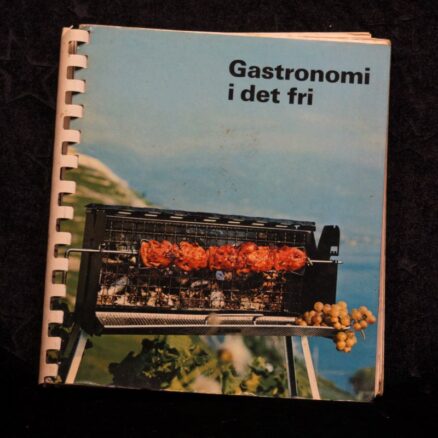 Gastronomi
i det fri